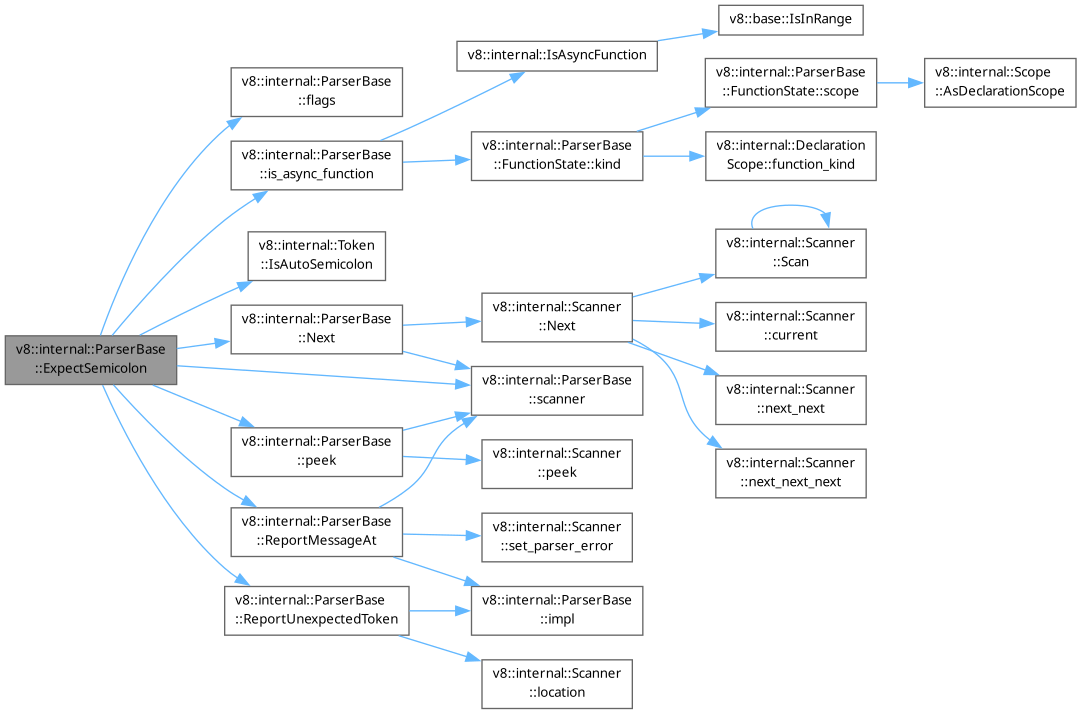 v8::internal::ParserBase
::ExpectSemicolon
v8::internal::ParserBase
::flags
v8::internal::ParserBase
::is_async_function
v8::internal::Token
::IsAutoSemicolon
v8::internal::ParserBase
::Next
v8::internal::ParserBase
::peek
v8::internal::ParserBase
::ReportMessageAt
v8::internal::ParserBase
::ReportUnexpectedToken
v8::internal::IsAsyncFunction
v8::internal::ParserBase
::FunctionState::kind
v8::internal::Scanner
::Next
v8::internal::ParserBase
::scanner
v8::internal::Scanner
::peek
v8::internal::Scanner
::set_parser_error
v8::internal::ParserBase
::impl
v8::internal::Scanner
::location
v8::base::IsInRange
v8::internal::ParserBase
::FunctionState::scope
v8::internal::Declaration
Scope::function_kind
v8::internal::Scanner
::Scan
v8::internal::Scanner
::current
v8::internal::Scanner
::next_next
v8::internal::Scanner
::next_next_next
v8::internal::Scope
::AsDeclarationScope